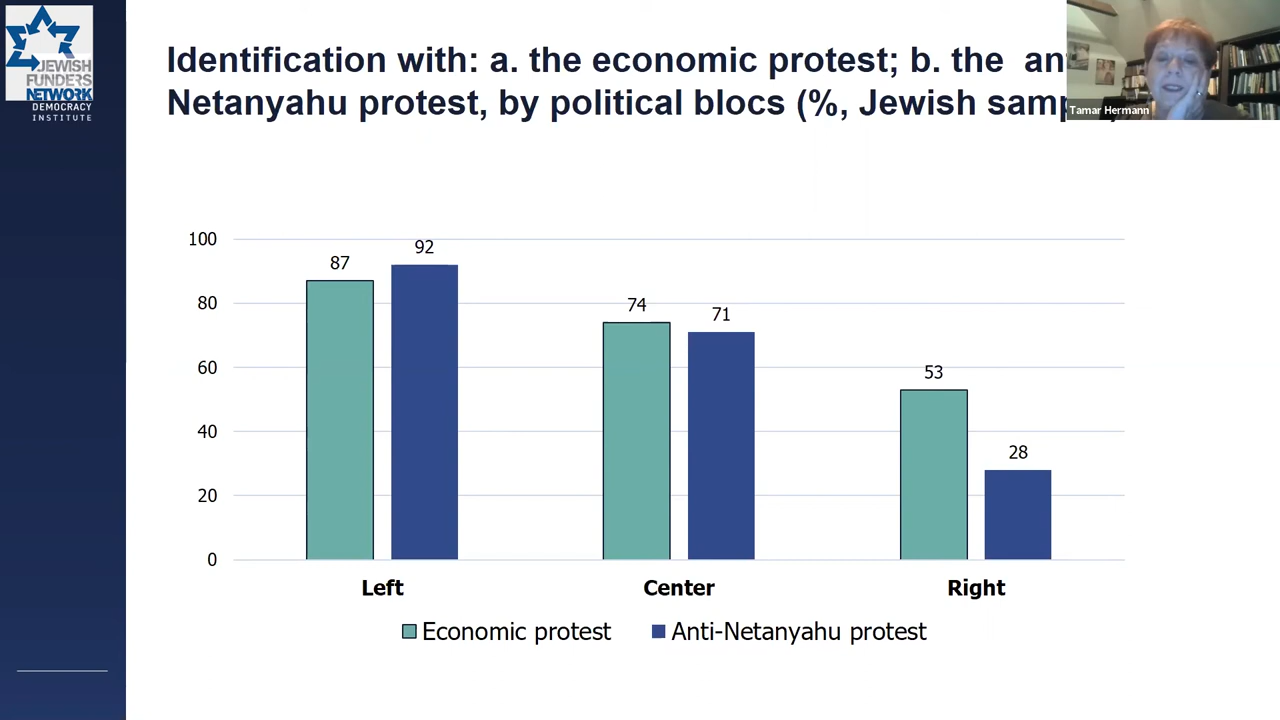 JEWISH
FUNDERS
NETWORK
DEMOCRACY
INSTITUTE
Identification with: a. the economic protest; b. the
Netanyahu protest, by political blocs (%, Jewish
Tamar Hermann
100
80
60
40
20
0
87
92
74
71
53
28
Left
Center
Right
Economic protest
Anti-Netanyahu protest